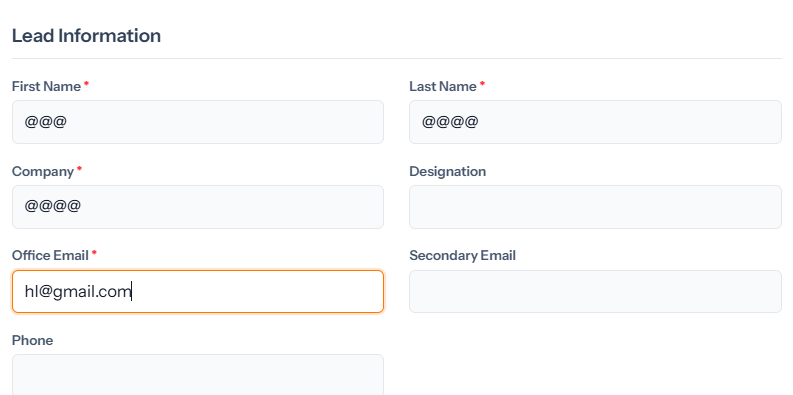 Lead Information
First Name *
Last Name *
@@@
@@@@
Company *
Designation
@@@@
Office Email *
Secondary Email
hl@gmail.com
Phone